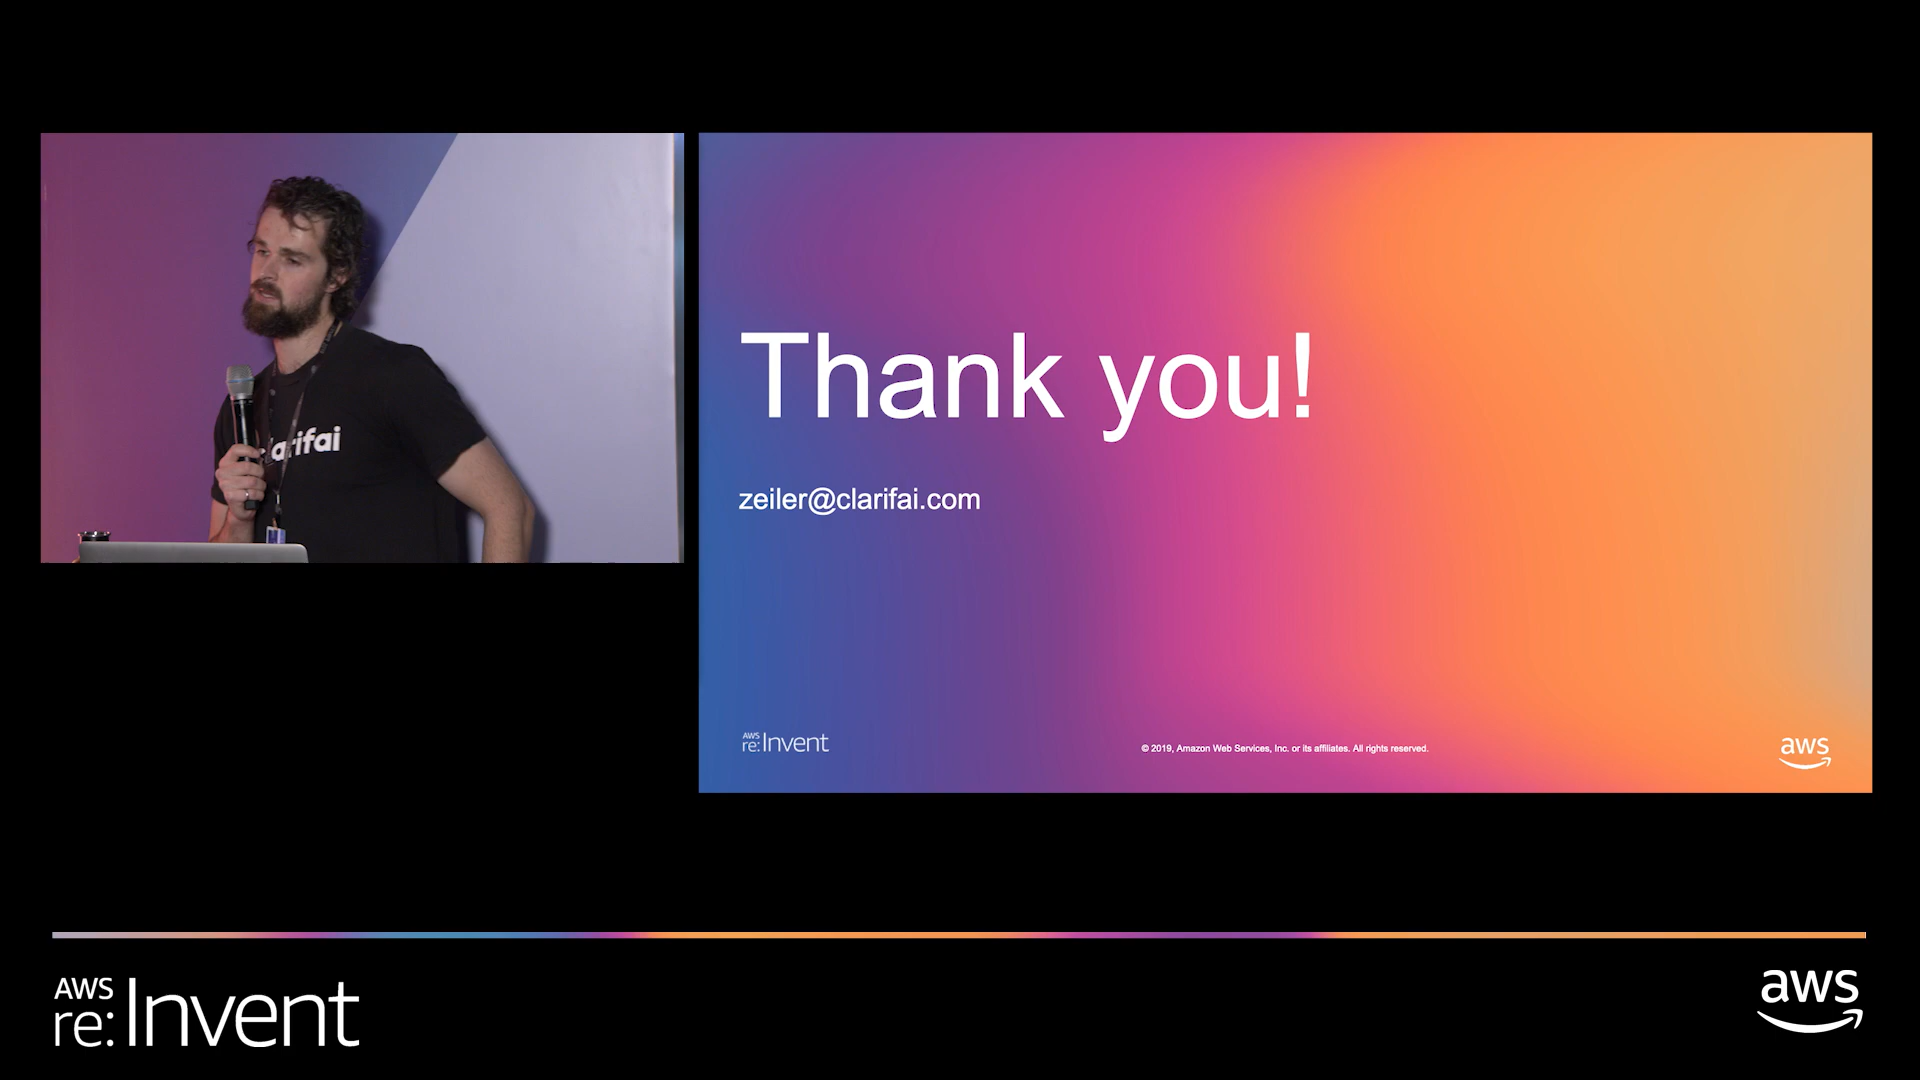 larifai
Thank you!
zeiler@clarifai.com
AWS
re:Invent
© 2019, Amazon Web Services, Inc. or its affiliates. All rights reserved.
aws
AWS
re:Invent
aws